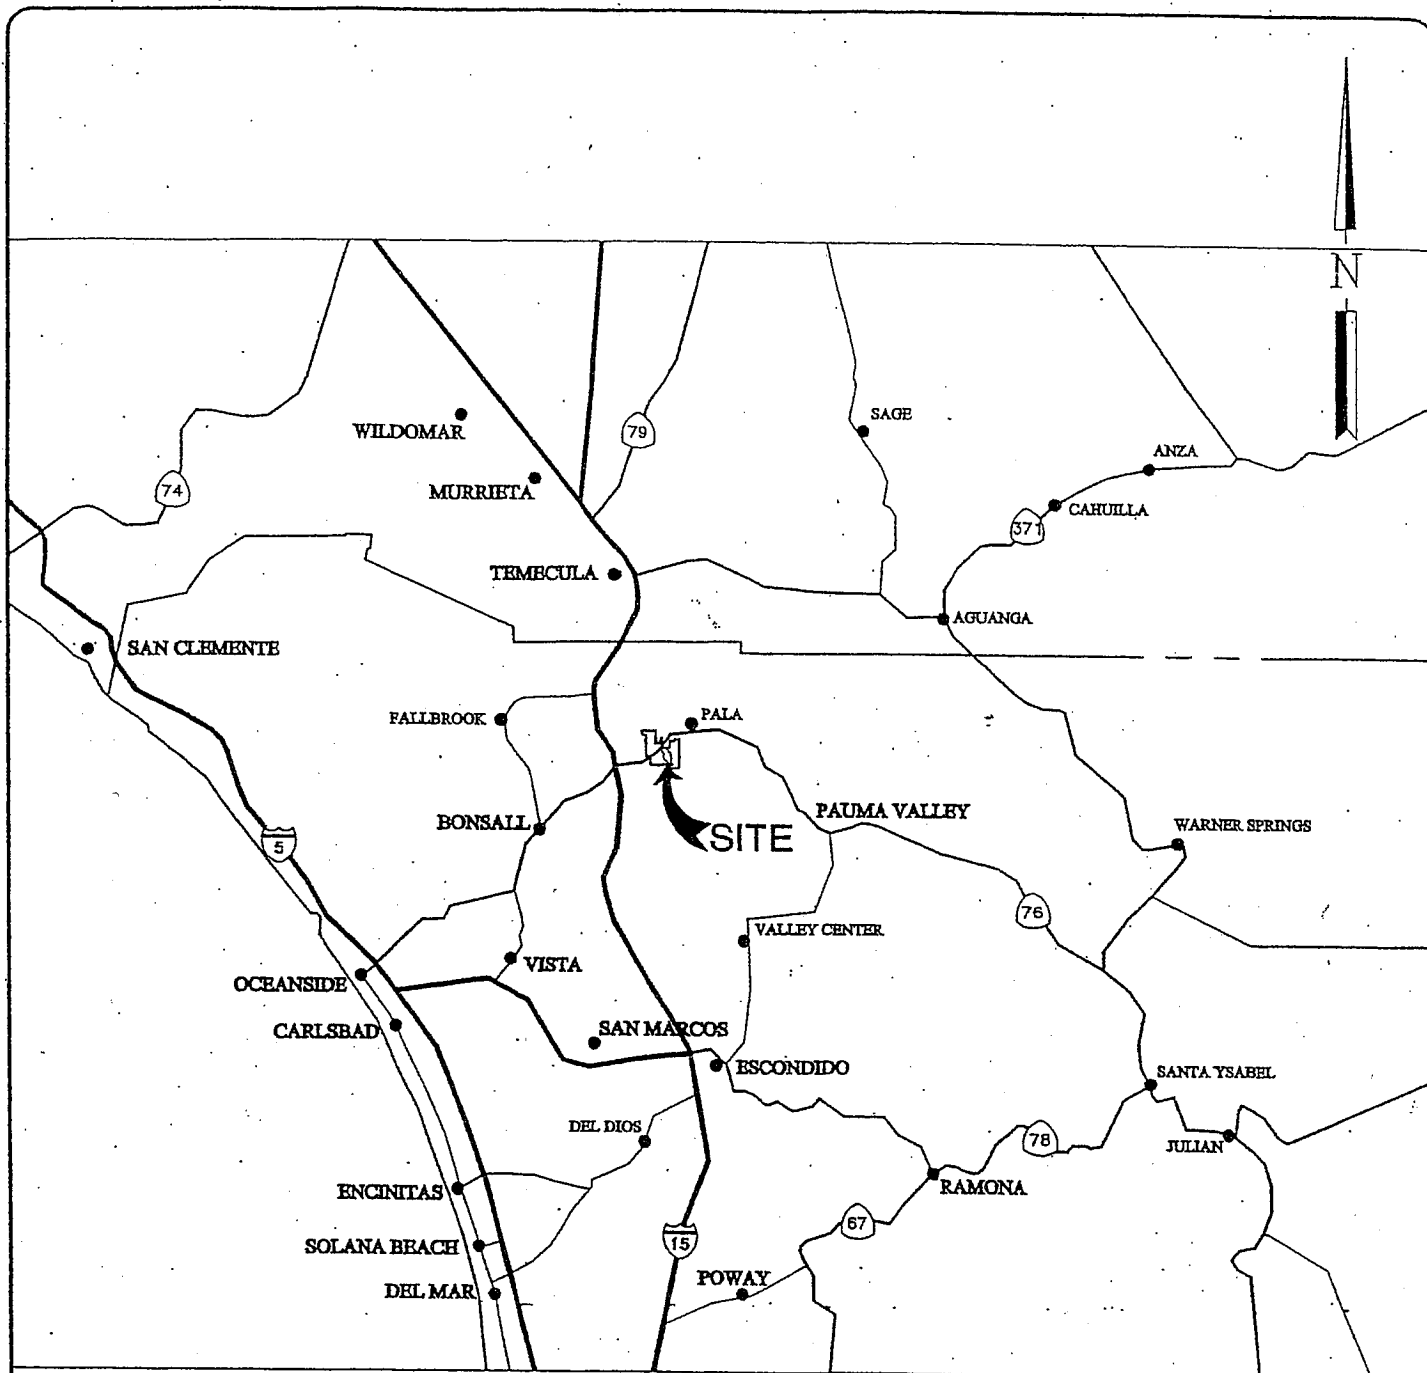 N
SAGE
WILDOMAR
79
ANZA
74
MURRIETA
CAHUILLA
371
TEMECULA
AGUANGA
SAN CLEMENTE
FALLBROOK
PALA
PAUMA VALLEY
BONSALL
WARNER SPRINGS
SITE
5
76
VALLEY CENTER
VISTA
OCEANSIDE
CARLSBAD
SAN MARCOS
ESCONDIDO
SANTA YSABEL
DEL DIOS
78
JULIAN
RAMONA
ENCINITAS
67
SOLANA BEACH
15
POWAY
DEL MAR